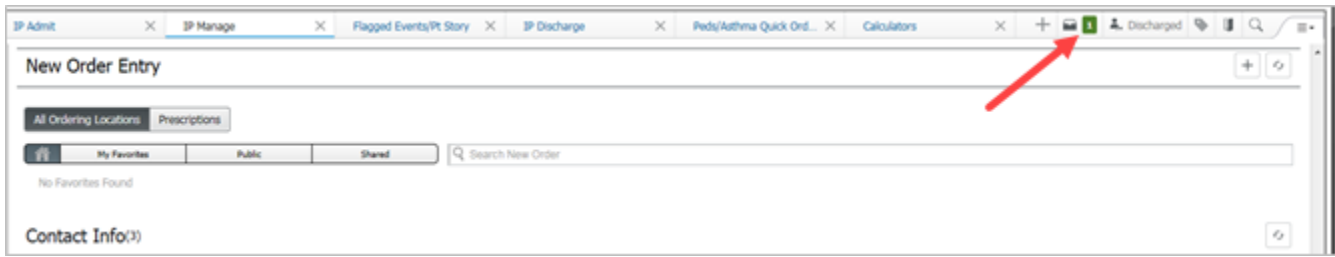 IP Admit IP Manage Flagged Events/Pt Story IP Discharge Peds/Asthma Quick Ord... Calculators 1 Discharged
New Order Entry
All Ordering Locations Prescriptions
My Favorites Public Shared Search New Order
No Favorites Found
Contact Info(3)